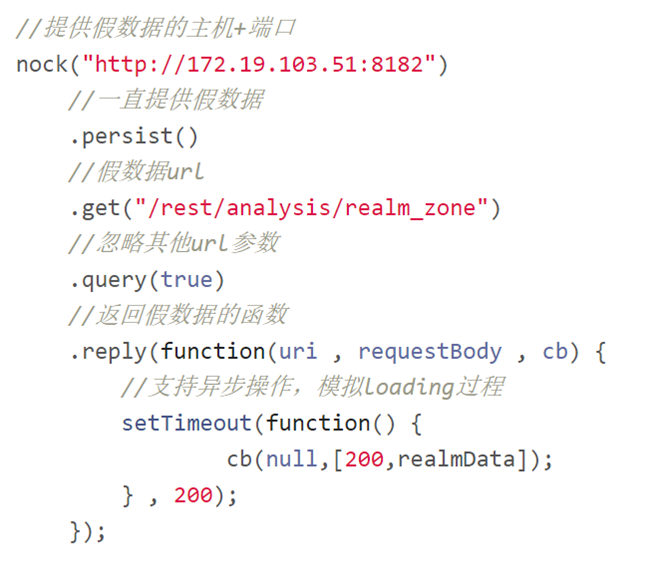 //提供假数据的主机+端口
nock("http://172.19.103.51:8182")
//一直提供假数据
.persist()
//假数据url
.get("/rest/analysis/realm_zone")
//忽略其他url参数
.query(true)
//返回假数据的函数
.reply(function(uri , requestBody , cb) {
//支持异步操作，模拟loading过程
setTimeout(function() {
cb(null,[200,realmData]);
} , 200);
});